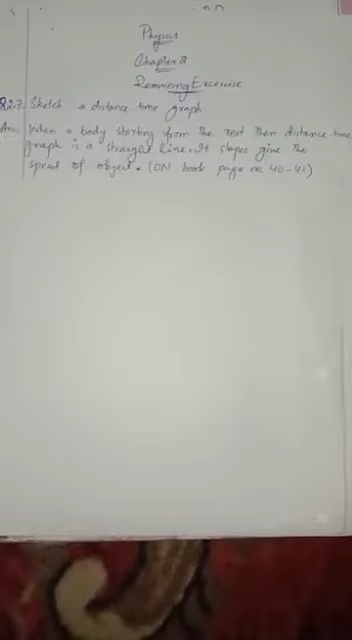 Physics
Chapter 2
Remaining Excercise
Q2.7. Sketch a distance time graph
Ans: When a body starting from the rest then distance-time
graph is a straight line. It slopes give the
speed of object. (ON book page no 40-41)